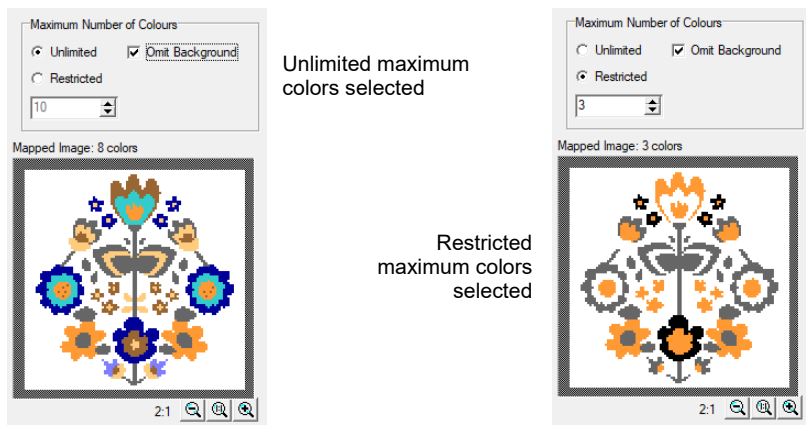 Maximum Number of Colours
Unlimited
Omit Background
Restricted
10
Mapped Image: 8 colors
2:1
Unlimited maximum
colors selected
Restricted
maximum colors
selected
Maximum Number of Colours
Unlimited
Omit Background
Restricted
3
Mapped Image: 3 colors
2:1